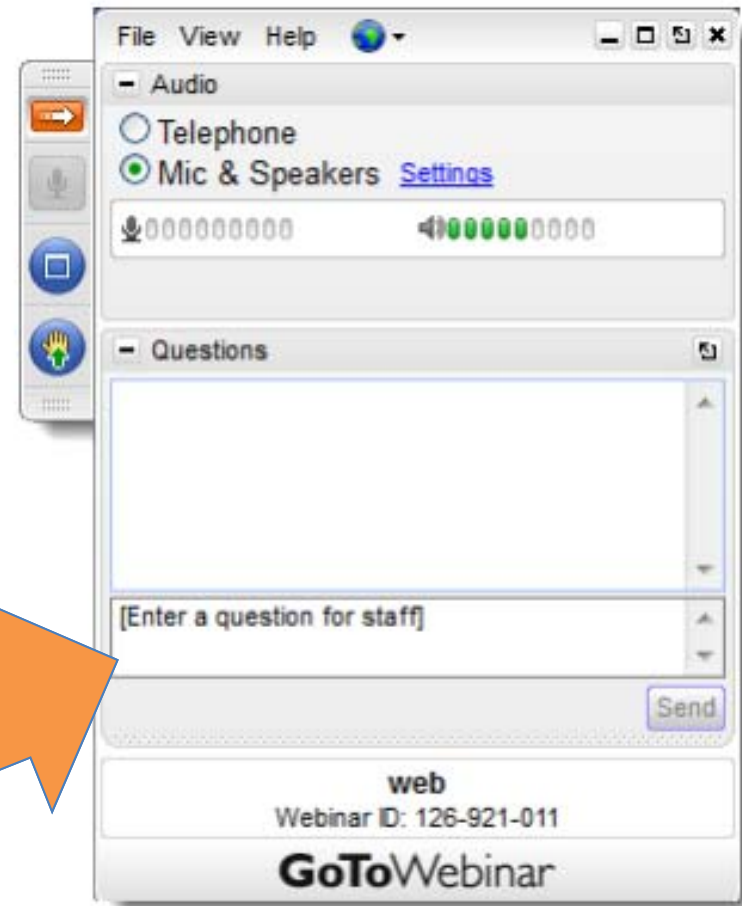 File View Help
Audio
Telephone
Mic & Speakers Settings
Questions
[Enter a question for staff]
Send
web
Webinar ID: 126-921-011
GoToWebinar